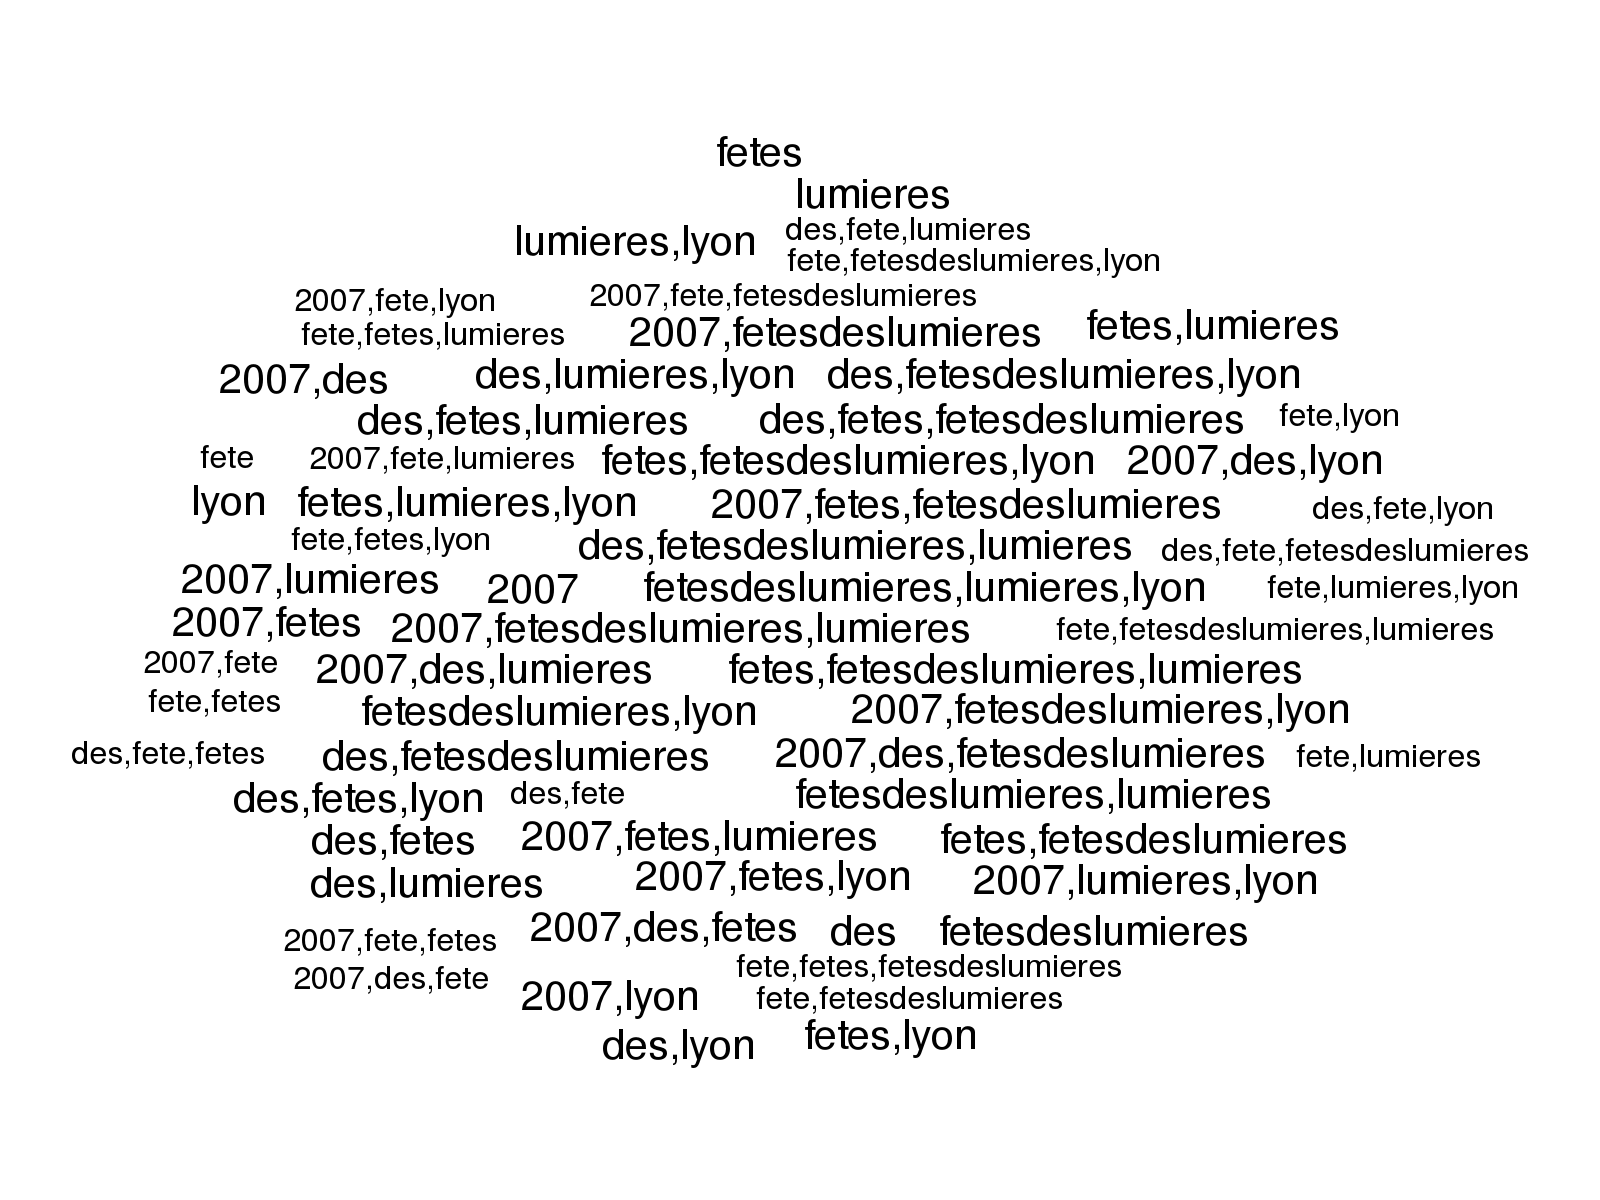 fetes
lumieres
lumieres,lyon des,fete,lumieres
fete,fetesdeslumieres,lyon
2007,fete,lyon 2007,fete,fetesdeslumieres
fete,fetes,lumieres 2007,fetesdeslumieres fetes,lumieres
2007,des des,lumieres,lyon des,fetesdeslumieres,lyon
des,fetes,lumieres des,fetes,fetesdeslumieres fete,lyon
fete 2007,fete,lumieres fetes,fetesdeslumieres,lyon 2007,des,lyon
lyon fetes,lumieres,lyon 2007,fetes,fetesdeslumieres des,fete,lyon
fete,fetes,lyon des,fetesdeslumieres,lumieres des,fete,fetesdeslumieres
2007,lumieres 2007 fetesdeslumieres,lumieres,lyon fete,lumieres,lyon
2007,fetes 2007,fetesdeslumieres,lumieres fete,fetesdeslumieres,lumieres
2007,fete 2007,des,lumieres fetes,fetesdeslumieres,lumieres
fete,fetes fetesdeslumieres,lyon 2007,fetesdeslumieres,lyon
des,fete,fetes des,fetesdeslumieres 2007,des,fetesdeslumieres fete,lumieres
des,fetes,lyon des,fete fetesdeslumieres,lumieres
des,fetes 2007,fetes,lumieres fetes,fetesdeslumieres
des,lumieres 2007,fetes,lyon 2007,lumieres,lyon
2007,fete,fetes 2007,des,fetes des fetesdeslumieres
2007,des,fete fete,fetes,fetesdeslumieres
2007,lyon fete,fetesdeslumieres
des,lyon fetes,lyon